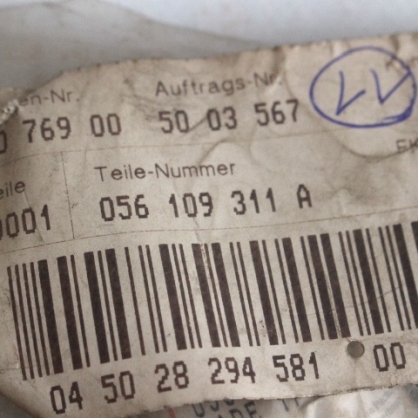 en-Nr. Auftrags-Nr.
0 769 00 50 03 567
eile Teile-Nummer
0001 056 109 311 A
04 50 28 294 581 00